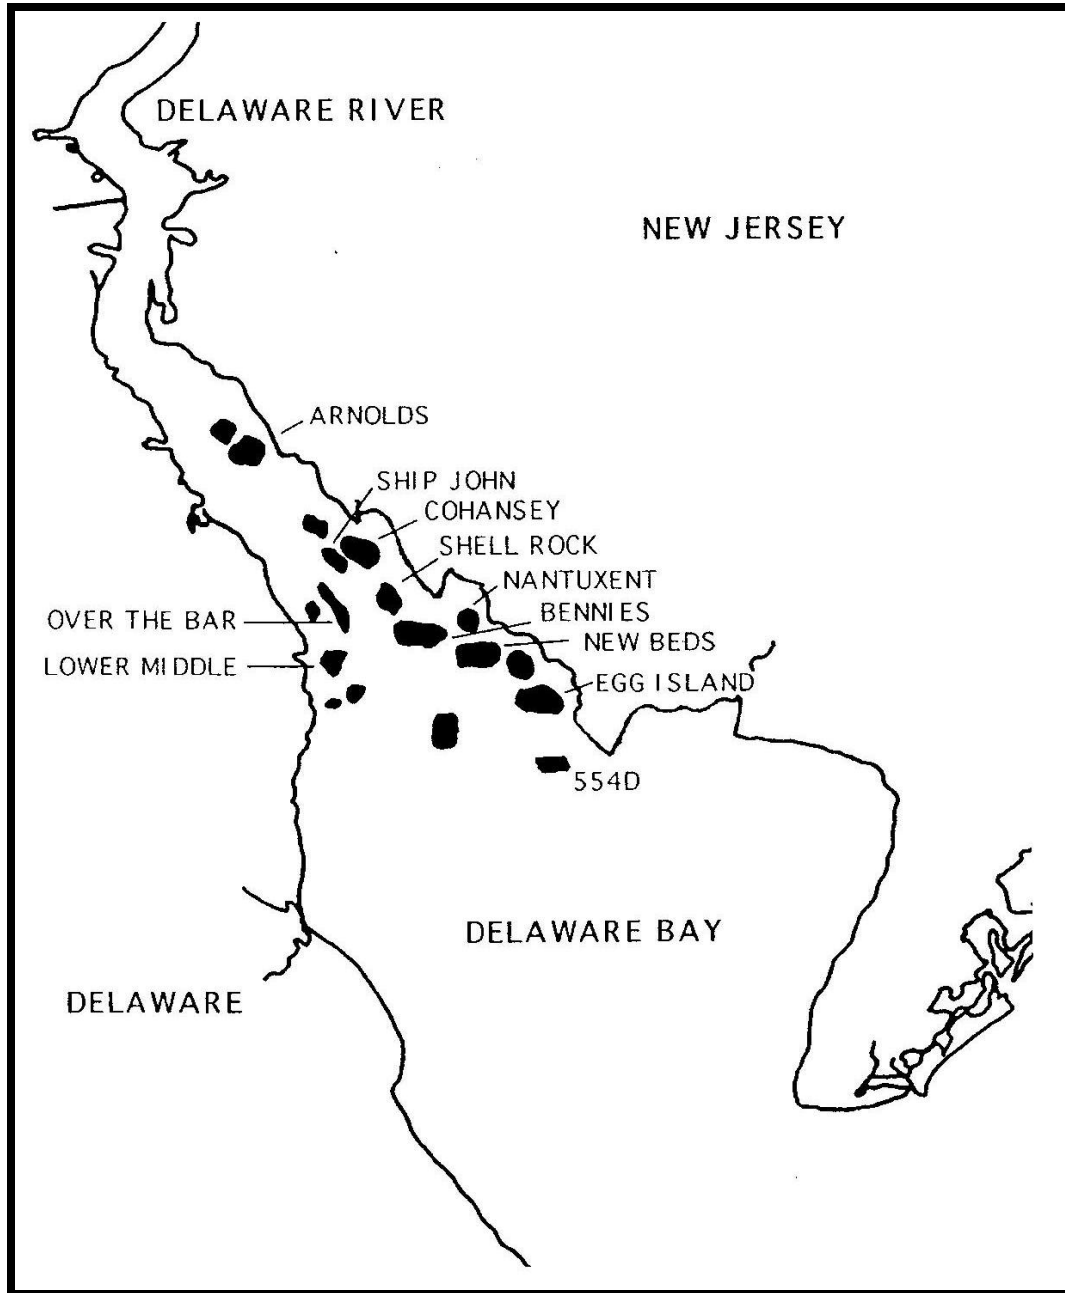 DELAWARE RIVER
NEW JERSEY
ARNOLDS
SHIP JOHN
COHANSEY
SHELL ROCK
NANTUXENT
BENNIES
OVER THE BAR
NEW BEDS
LOWER MIDDLE
EGG ISLAND
554D
DELAWARE BAY
DELAWARE